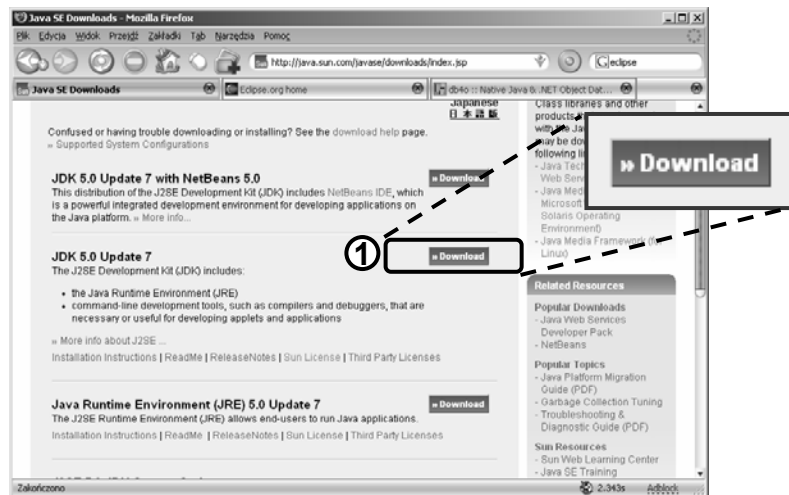 Java SE Downloads - Mozilla Firefox
Plik Edycja Widok Przejdź Zakładki Tab Narzędzia Pomoc
http://java.sun.com/javase/downloads/index.jsp
eclipse
Java SE Downloads
Eclipse.org home
db4o :: Native Java & .NET Object Dat...
Japanese
日本語版
Confused or having trouble downloading or installing? See the download help page.
» Supported System Configurations
JDK 5.0 Update 7 with NetBeans 5.0
» Download
This distribution of the J2SE Development Kit (JDK) includes NetBeans IDE, which
is a powerful integrated development environment for developing applications on
the Java platform. » More info...
1
JDK 5.0 Update 7
» Download
The J2SE Development Kit (JDK) includes:
• the Java Runtime Environment (JRE)
• command-line development tools, such as compilers and debuggers, that are
necessary or useful for developing applets and applications
» More info about J2SE ...
Installation Instructions | ReadMe | ReleaseNotes | Sun License | Third Party Licenses
Java Runtime Environment (JRE) 5.0 Update 7
» Download
The J2SE Runtime Environment (JRE) allows end-users to run Java applications.
Installation Instructions | ReadMe | ReleaseNotes | Sun License | Third Party Licenses
Class libraries and other
products
with the
may be
following
- Java
Web
- Java
Microsoft
Solaris Operating
Environment)
- Java Media Framework (for
Linux)
» Download
Related Resources
Popular Downloads
- Java Web Services
Developer Pack
- NetBeans
Popular Topics
- Java Platform Migration
Guide (PDF)
- Garbage Collection Tuning
- Troubleshooting &
Diagnostic Guide (PDF)
Sun Resources
- Sun Web Learning Center
- Java SE Training
Zakończono
2.343s
Adblock